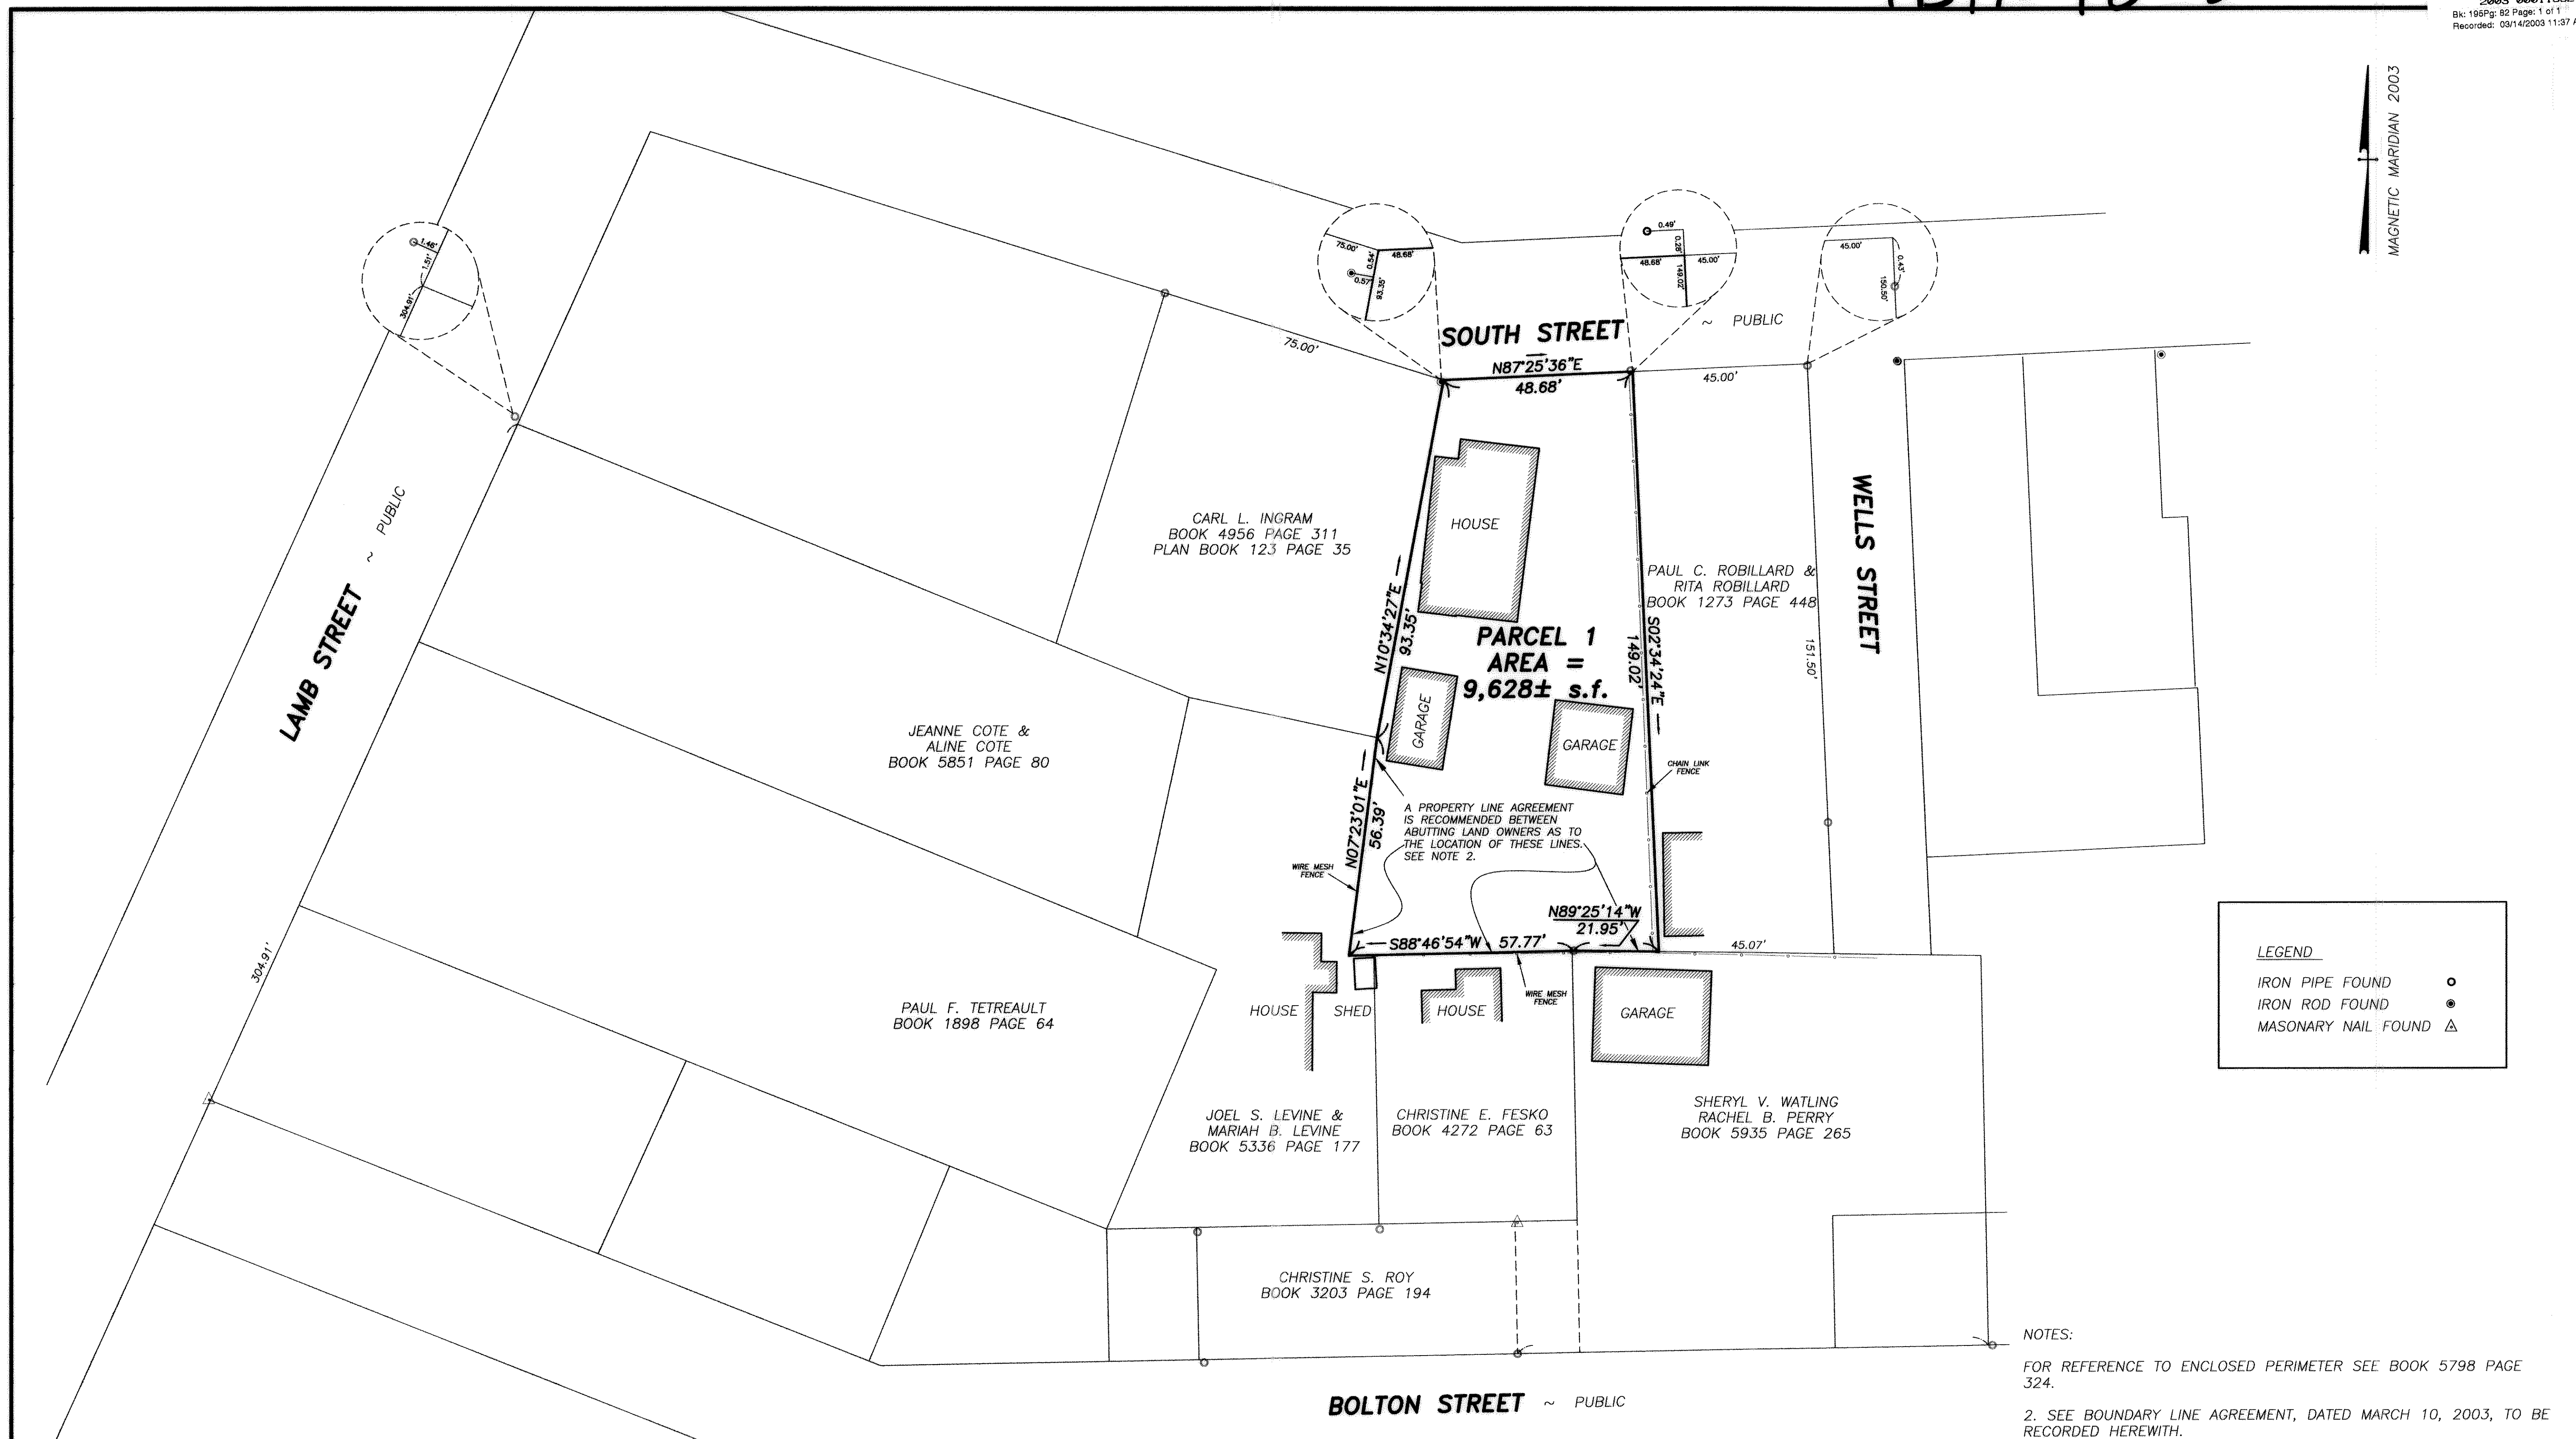 Bk: 195Pg: 82 Page: 1 of 1
Recorded: 03/14/2003 11:37 A
MAGNETIC MARIDIAN 2003
1.46'
1.51'
304.91'
75.00'
0.54'
48.68'
0.57'
93.35'
0.49'
0.28'
48.68'
45.00'
149.02'
45.00'
0.43'
150.50'
SOUTH STREET
~ PUBLIC
75.00'
N87°25'36"E
48.68'
45.00'
LAMB STREET ~ PUBLIC
304.91'
CARL L. INGRAM
BOOK 4956 PAGE 311
PLAN BOOK 123 PAGE 35
HOUSE
N10°34'27"E
93.35'
PARCEL 1
AREA =
9,628± s.f.
S02°34'24"E
149.02'
PAUL C. ROBILLARD &
RITA ROBILLARD
BOOK 1273 PAGE 448
151.50'
WELLS STREET
GARAGE
GARAGE
CHAIN LINK
FENCE
JEANNE COTE &
ALINE COTE
BOOK 5851 PAGE 80
N07°23'01"E
56.39'
A PROPERTY LINE AGREEMENT
IS RECOMMENDED BETWEEN
ABUTTING LAND OWNERS AS TO
THE LOCATION OF THESE LINES.
SEE NOTE 2.
WIRE MESH
FENCE
N89°25'14"W
21.95'
S88°46'54"W 57.77'
45.07'
WIRE MESH
FENCE
HOUSE
SHED
HOUSE
GARAGE
PAUL F. TETREAULT
BOOK 1898 PAGE 64
LEGEND
IRON PIPE FOUND
IRON ROD FOUND
MASONARY NAIL FOUND
JOEL S. LEVINE &
MARIAH B. LEVINE
BOOK 5336 PAGE 177
CHRISTINE E. FESKO
BOOK 4272 PAGE 63
SHERYL V. WATLING
RACHEL B. PERRY
BOOK 5935 PAGE 265
CHRISTINE S. ROY
BOOK 3203 PAGE 194
BOLTON STREET ~ PUBLIC
NOTES:
FOR REFERENCE TO ENCLOSED PERIMETER SEE BOOK 5798 PAGE
324.
2. SEE BOUNDARY LINE AGREEMENT, DATED MARCH 10, 2003, TO BE
RECORDED HEREWITH.